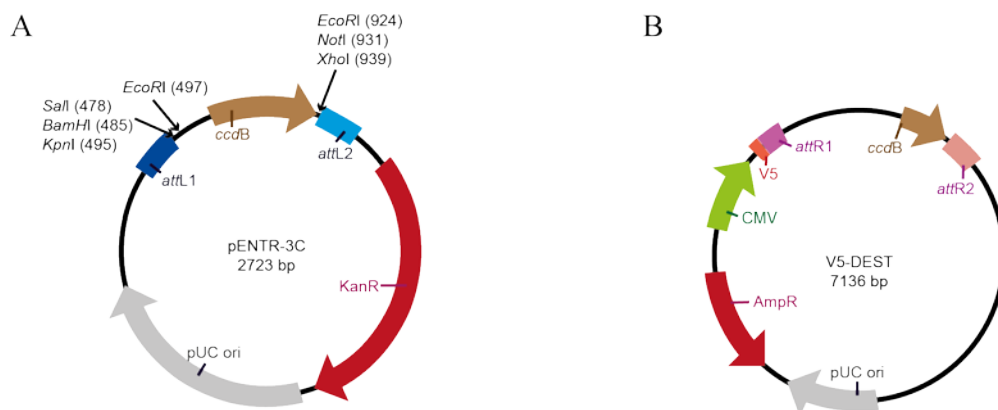 A
EcoRI (924)
NotI (931)
XhoI (939)
EcoRI (497)
SalI (478)
BamHI (485)
KpnI (495)
ccdB
attL2
attL1
pENTR-3C
2723 bp
KanR
pUC ori
B
ccdB
attR1
V5
attR2
CMV
V5-DEST
7136 bp
AmpR
pUC ori